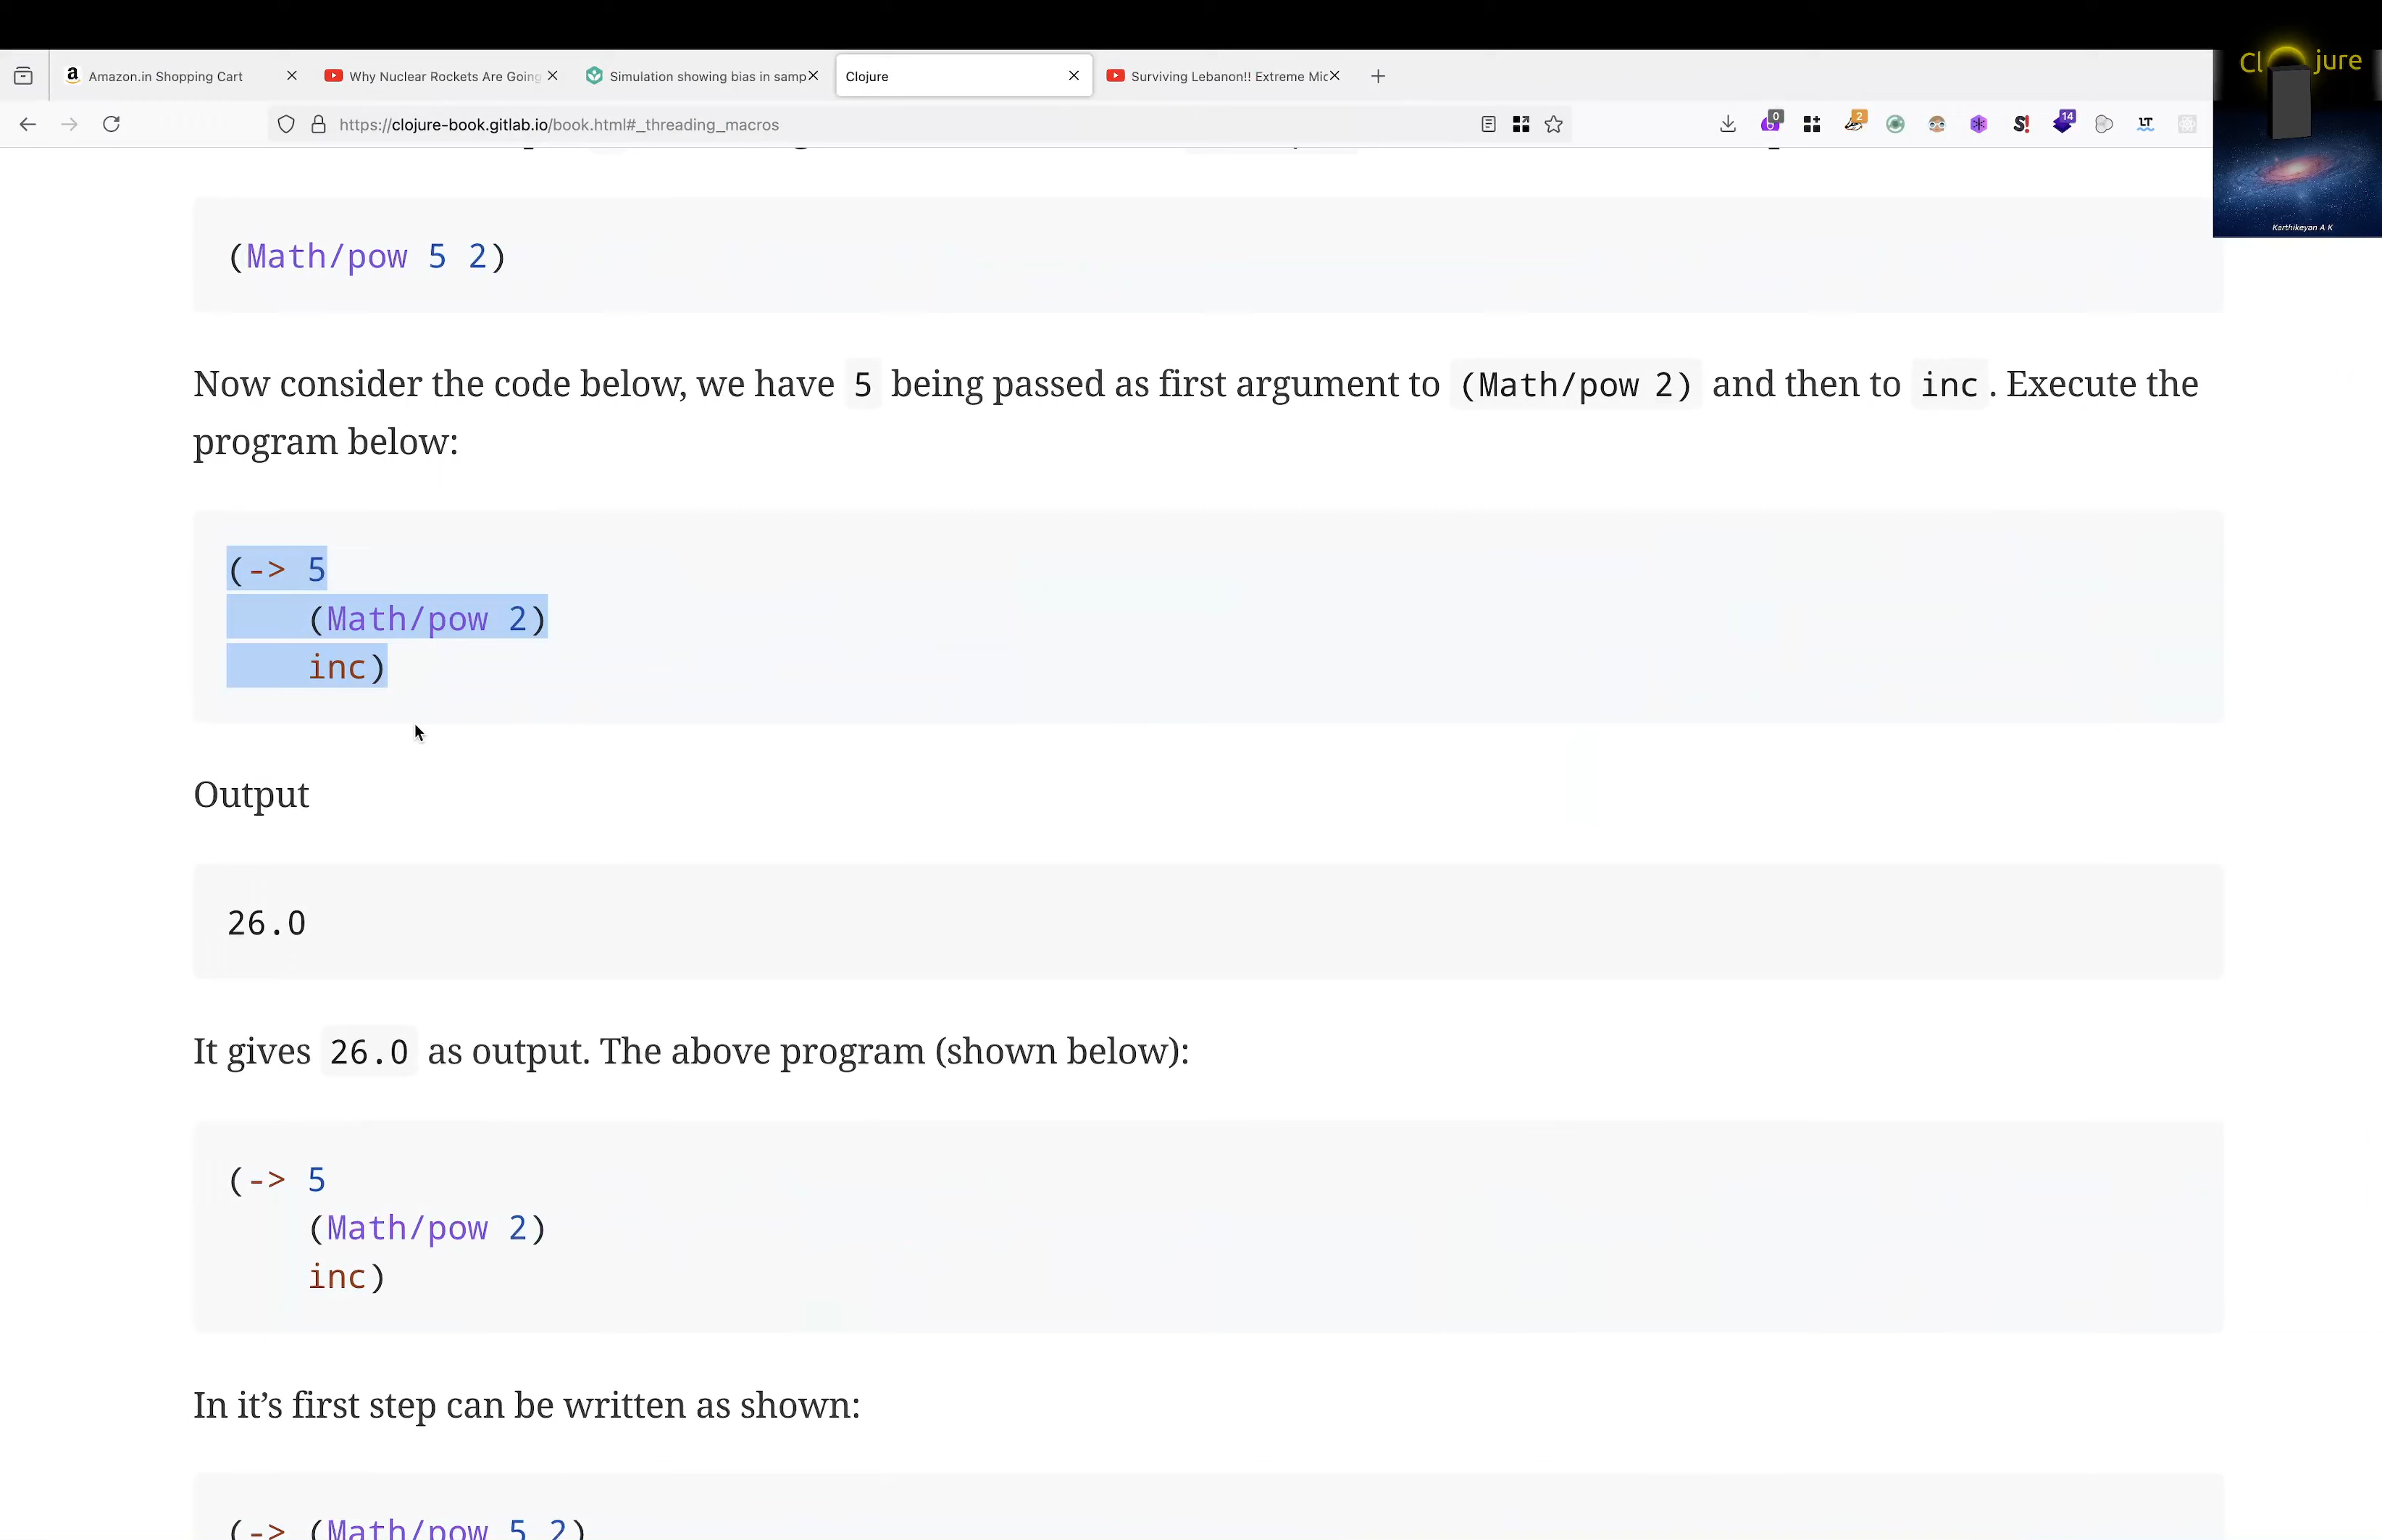 Amazon.in Shopping Cart
Why Nuclear Rockets Are Going
Simulation showing bias in samp
Clojure
Surviving Lebanon!! Extreme Mic
https://clojure-book.gitlab.io/book.html#_threading_macros
0
2
S!
14
LT
Cl jure
Karthikeyan A K
(Math/pow 5 2)
Now consider the code below, we have 5 being passed as first argument to (Math/pow 2) and then to inc. Execute the
program below:
(-> 5
(Math/pow 2)
inc)
Output
26.0
It gives 26.0 as output. The above program (shown below):
(-> 5
(Math/pow 2)
inc)
In it’s first step can be written as shown:
(-> (Math/pow 5 2)